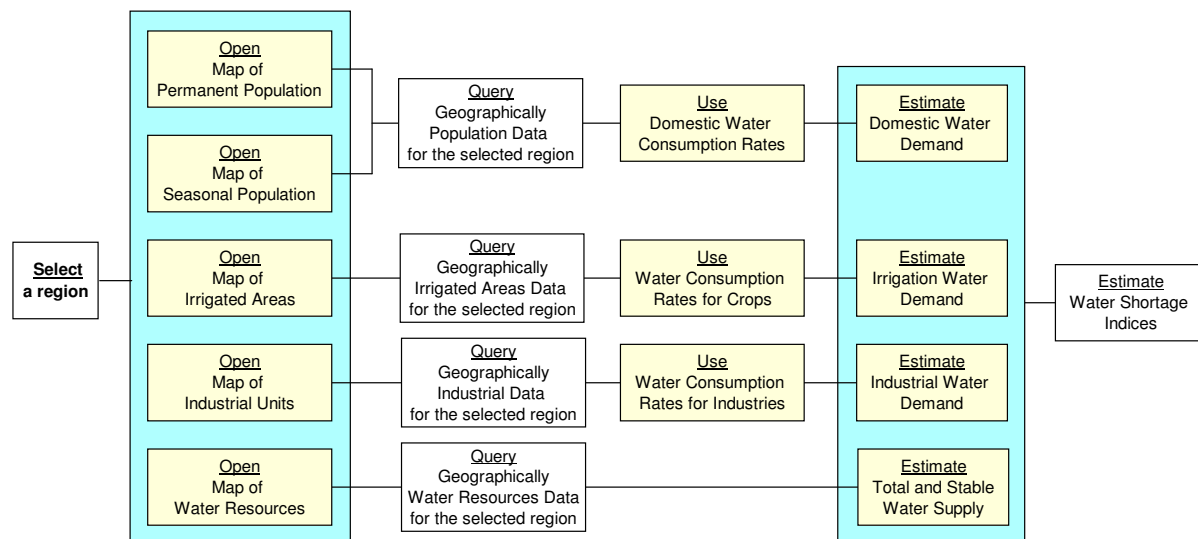 Select
a region
Open
Map of
Permanent Population
Open
Map of
Seasonal Population
Open
Map of
Irrigated Areas
Open
Map of
Industrial Units
Open
Map of
Water Resources
Query
Geographically
Population Data
for the selected region
Query
Geographically
Irrigated Areas Data
for the selected region
Query
Geographically
Industrial Data
for the selected region
Query
Geographically
Water Resources Data
for the selected region
Use
Domestic Water
Consumption Rates
Use
Water Consumption
Rates for Crops
Use
Water Consumption
Rates for Industries
Estimate
Domestic Water
Demand
Estimate
Irrigation Water
Demand
Estimate
Industrial Water
Demand
Estimate
Total and Stable
Water Supply
Estimate
Water Shortage
Indices